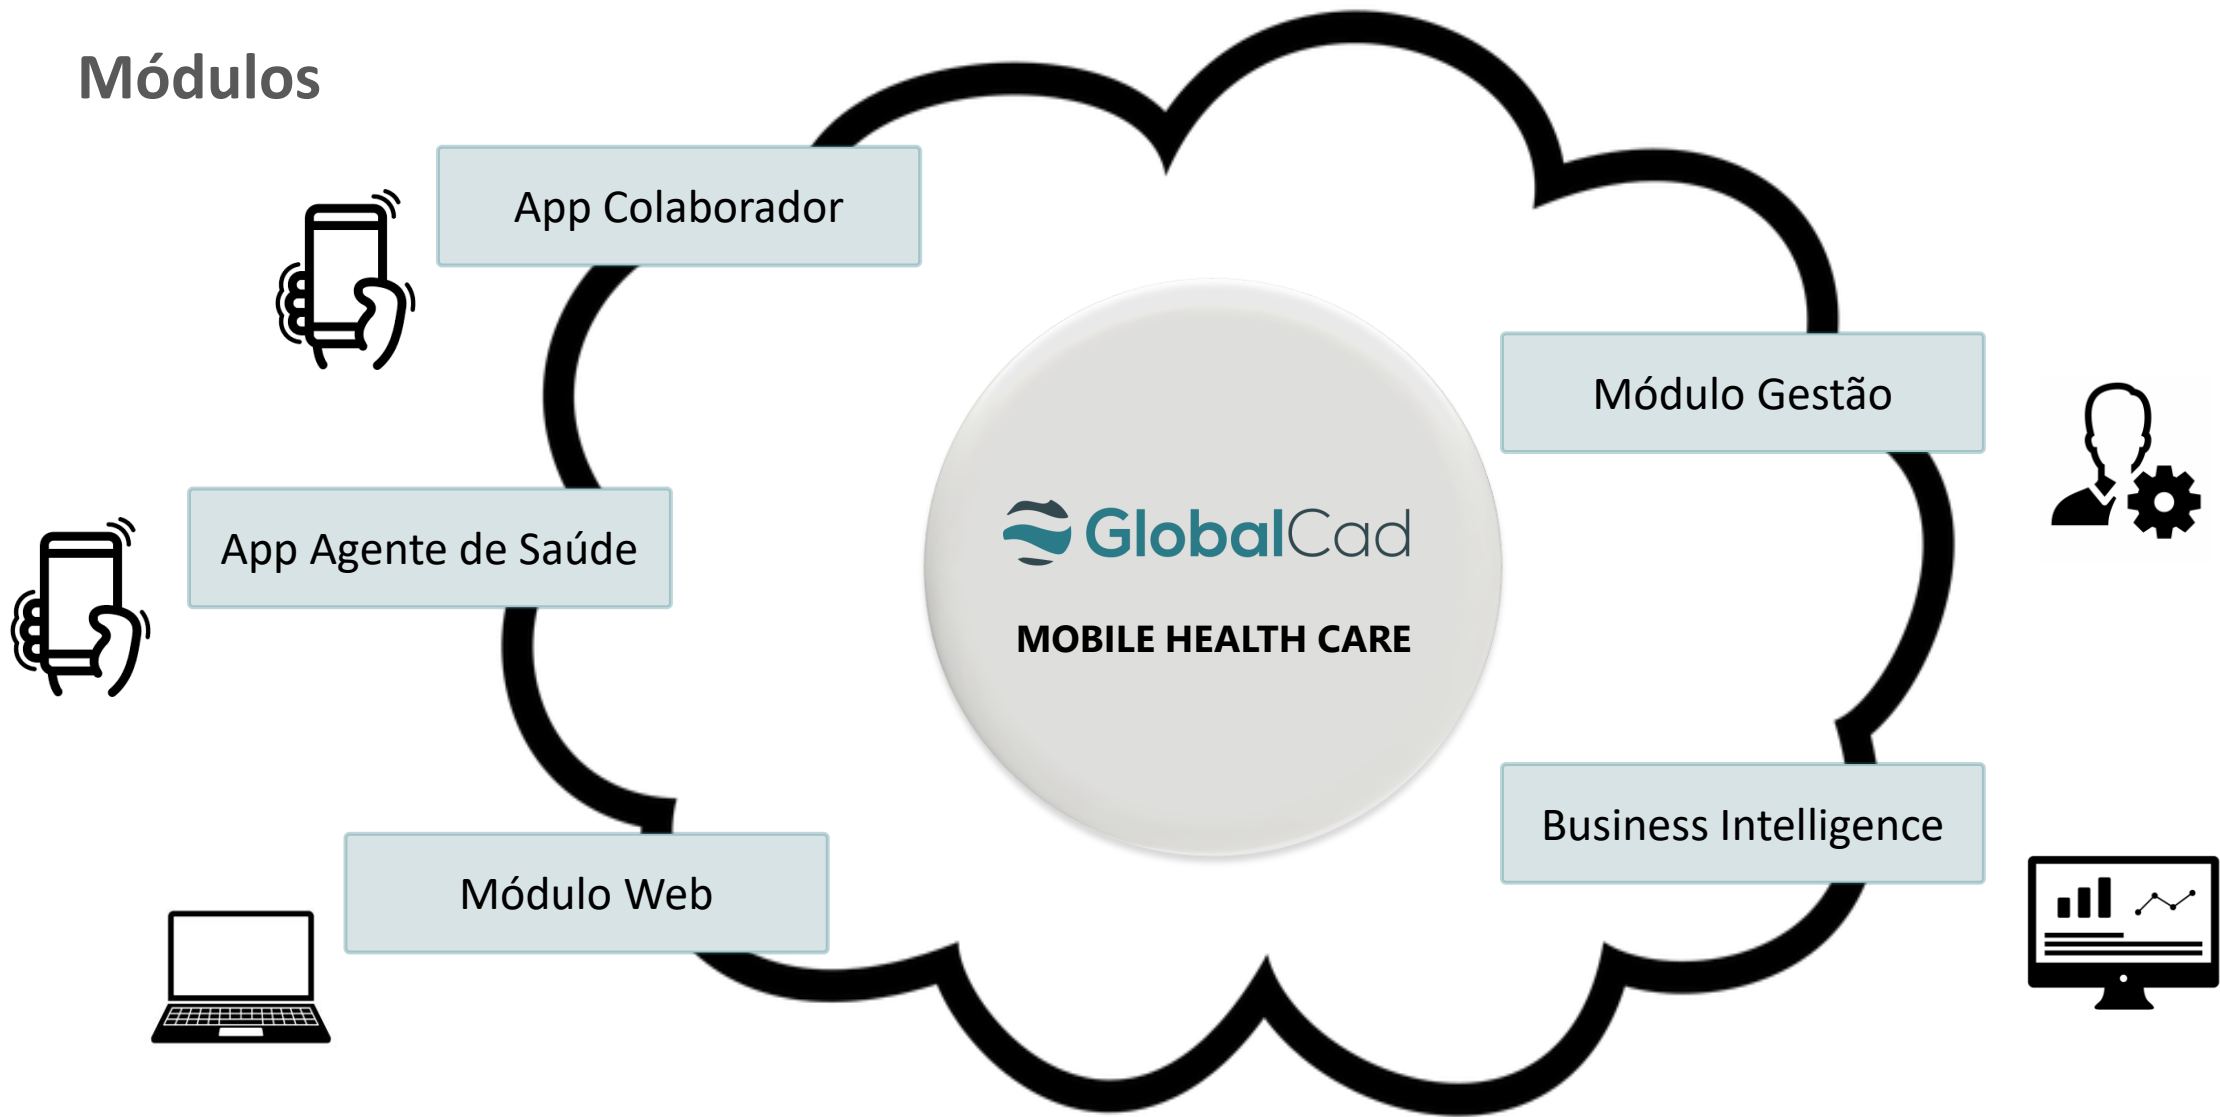 Módulos
App Colaborador
Módulo Gestão
App Agente de Saúde
GlobalCad
MOBILE HEALTH CARE
Business Intelligence
Módulo Web